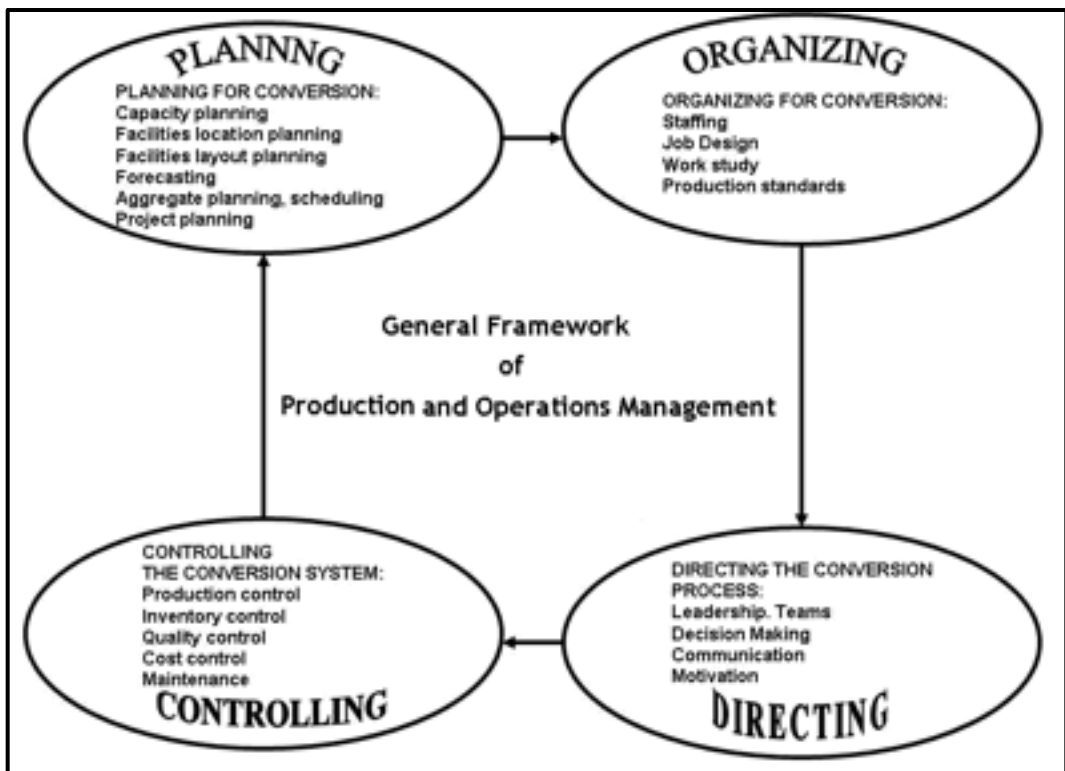 PLANNNG
PLANNING FOR CONVERSION:
Capacity planning
Facilities location planning
Facilities layout planning
Forecasting
Aggregate planning, scheduling
Project planning
ORGANIZING
ORGANIZING FOR CONVERSION:
Staffing
Job Design
Work study
Production standards
General Framework
of
Production and Operations Management
CONTROLLING
THE CONVERSION SYSTEM:
Production control
Inventory control
Quality control
Cost control
Maintenance
CONTROLLING
DIRECTING THE CONVERSION
PROCESS:
Leadership. Teams
Decision Making
Communication
Motivation
DIRECTING